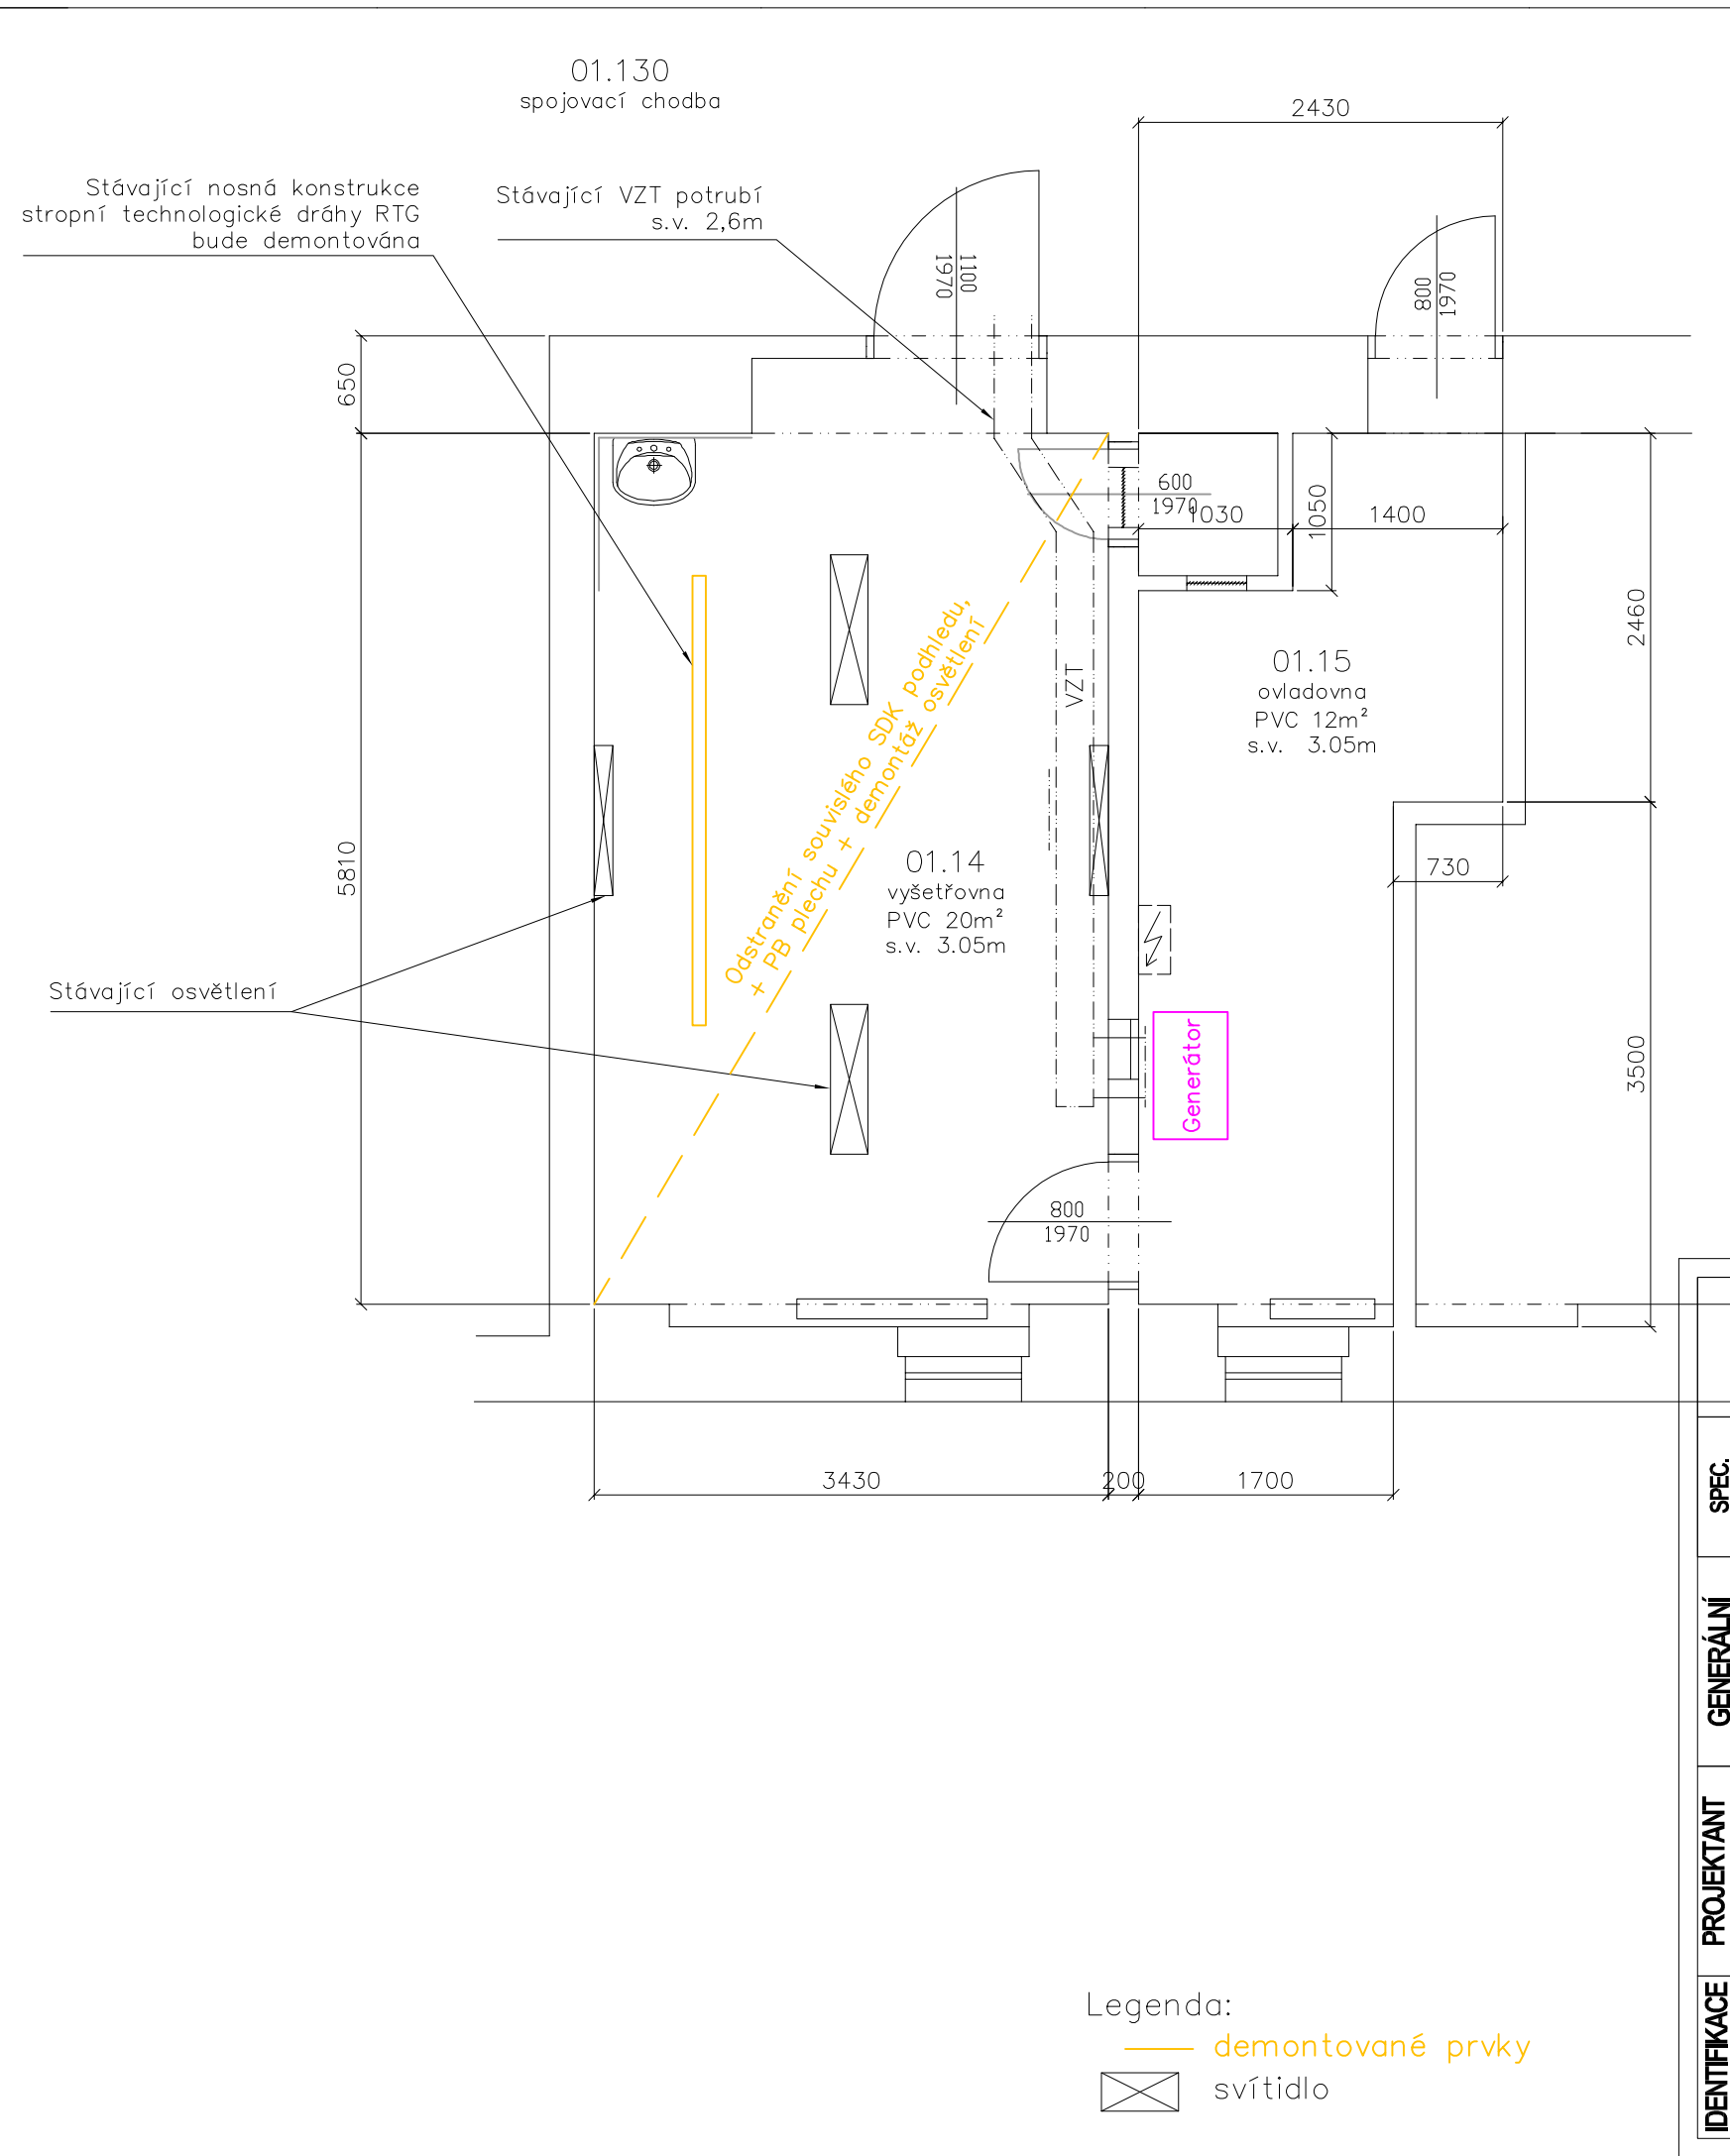 01.130
spojovací chodba
2430
Stávající nosná konstrukce
stropní technologické dráhy RTG
bude demontována
Stávající VZT potrubí
s.v. 2,6m
1100
1970
800
1970
650
600
1970
1030
1050
1400
2460
5810
Odstranění souvislého SDK podhledu,
+ PB plechu + demontáž osvětlení
VZT
01.15
ovladovna
PVC 12m²
s.v. 3.05m
730
01.14
vyšetřovna
PVC 20m²
s.v. 3.05m
Stávající osvětlení
Generátor
3500
800
1970
3430
200
1700
SPEC.
GENERÁLNÍ
PROJEKTANT
IDENTIFIKACE
Legenda:
demontované prvky
svítidlo